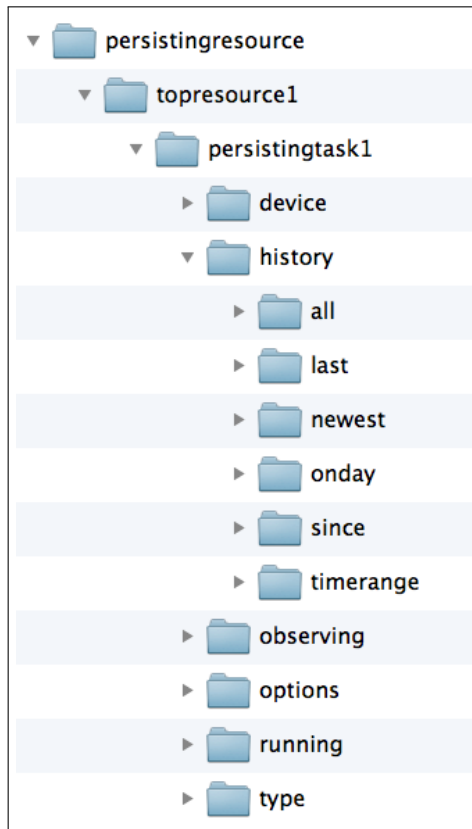 persistingresource
topresource1
persistingtask1
device
history
all
last
newest
onday
since
timerange
observing
options
running
type